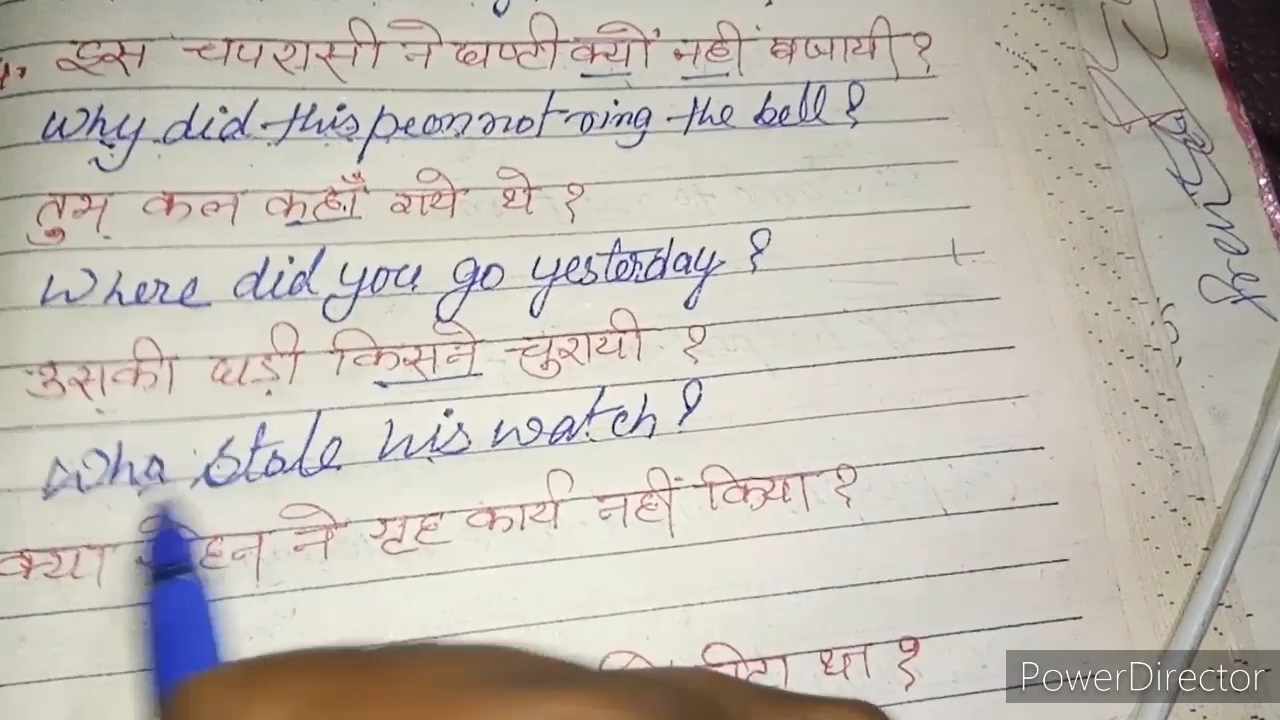 इस चपरासी ने घण्टी क्यों नहीं बजायी ?
Why did this peon not ring the bell?
तुम कल कहाँ गये थे ?
Where did you go yesterday?
उसकी घड़ी किसने चुरायी ?
Who stole his watch?
क्या ने गृह कार्य नहीं किया ?
था ?
PowerDirector